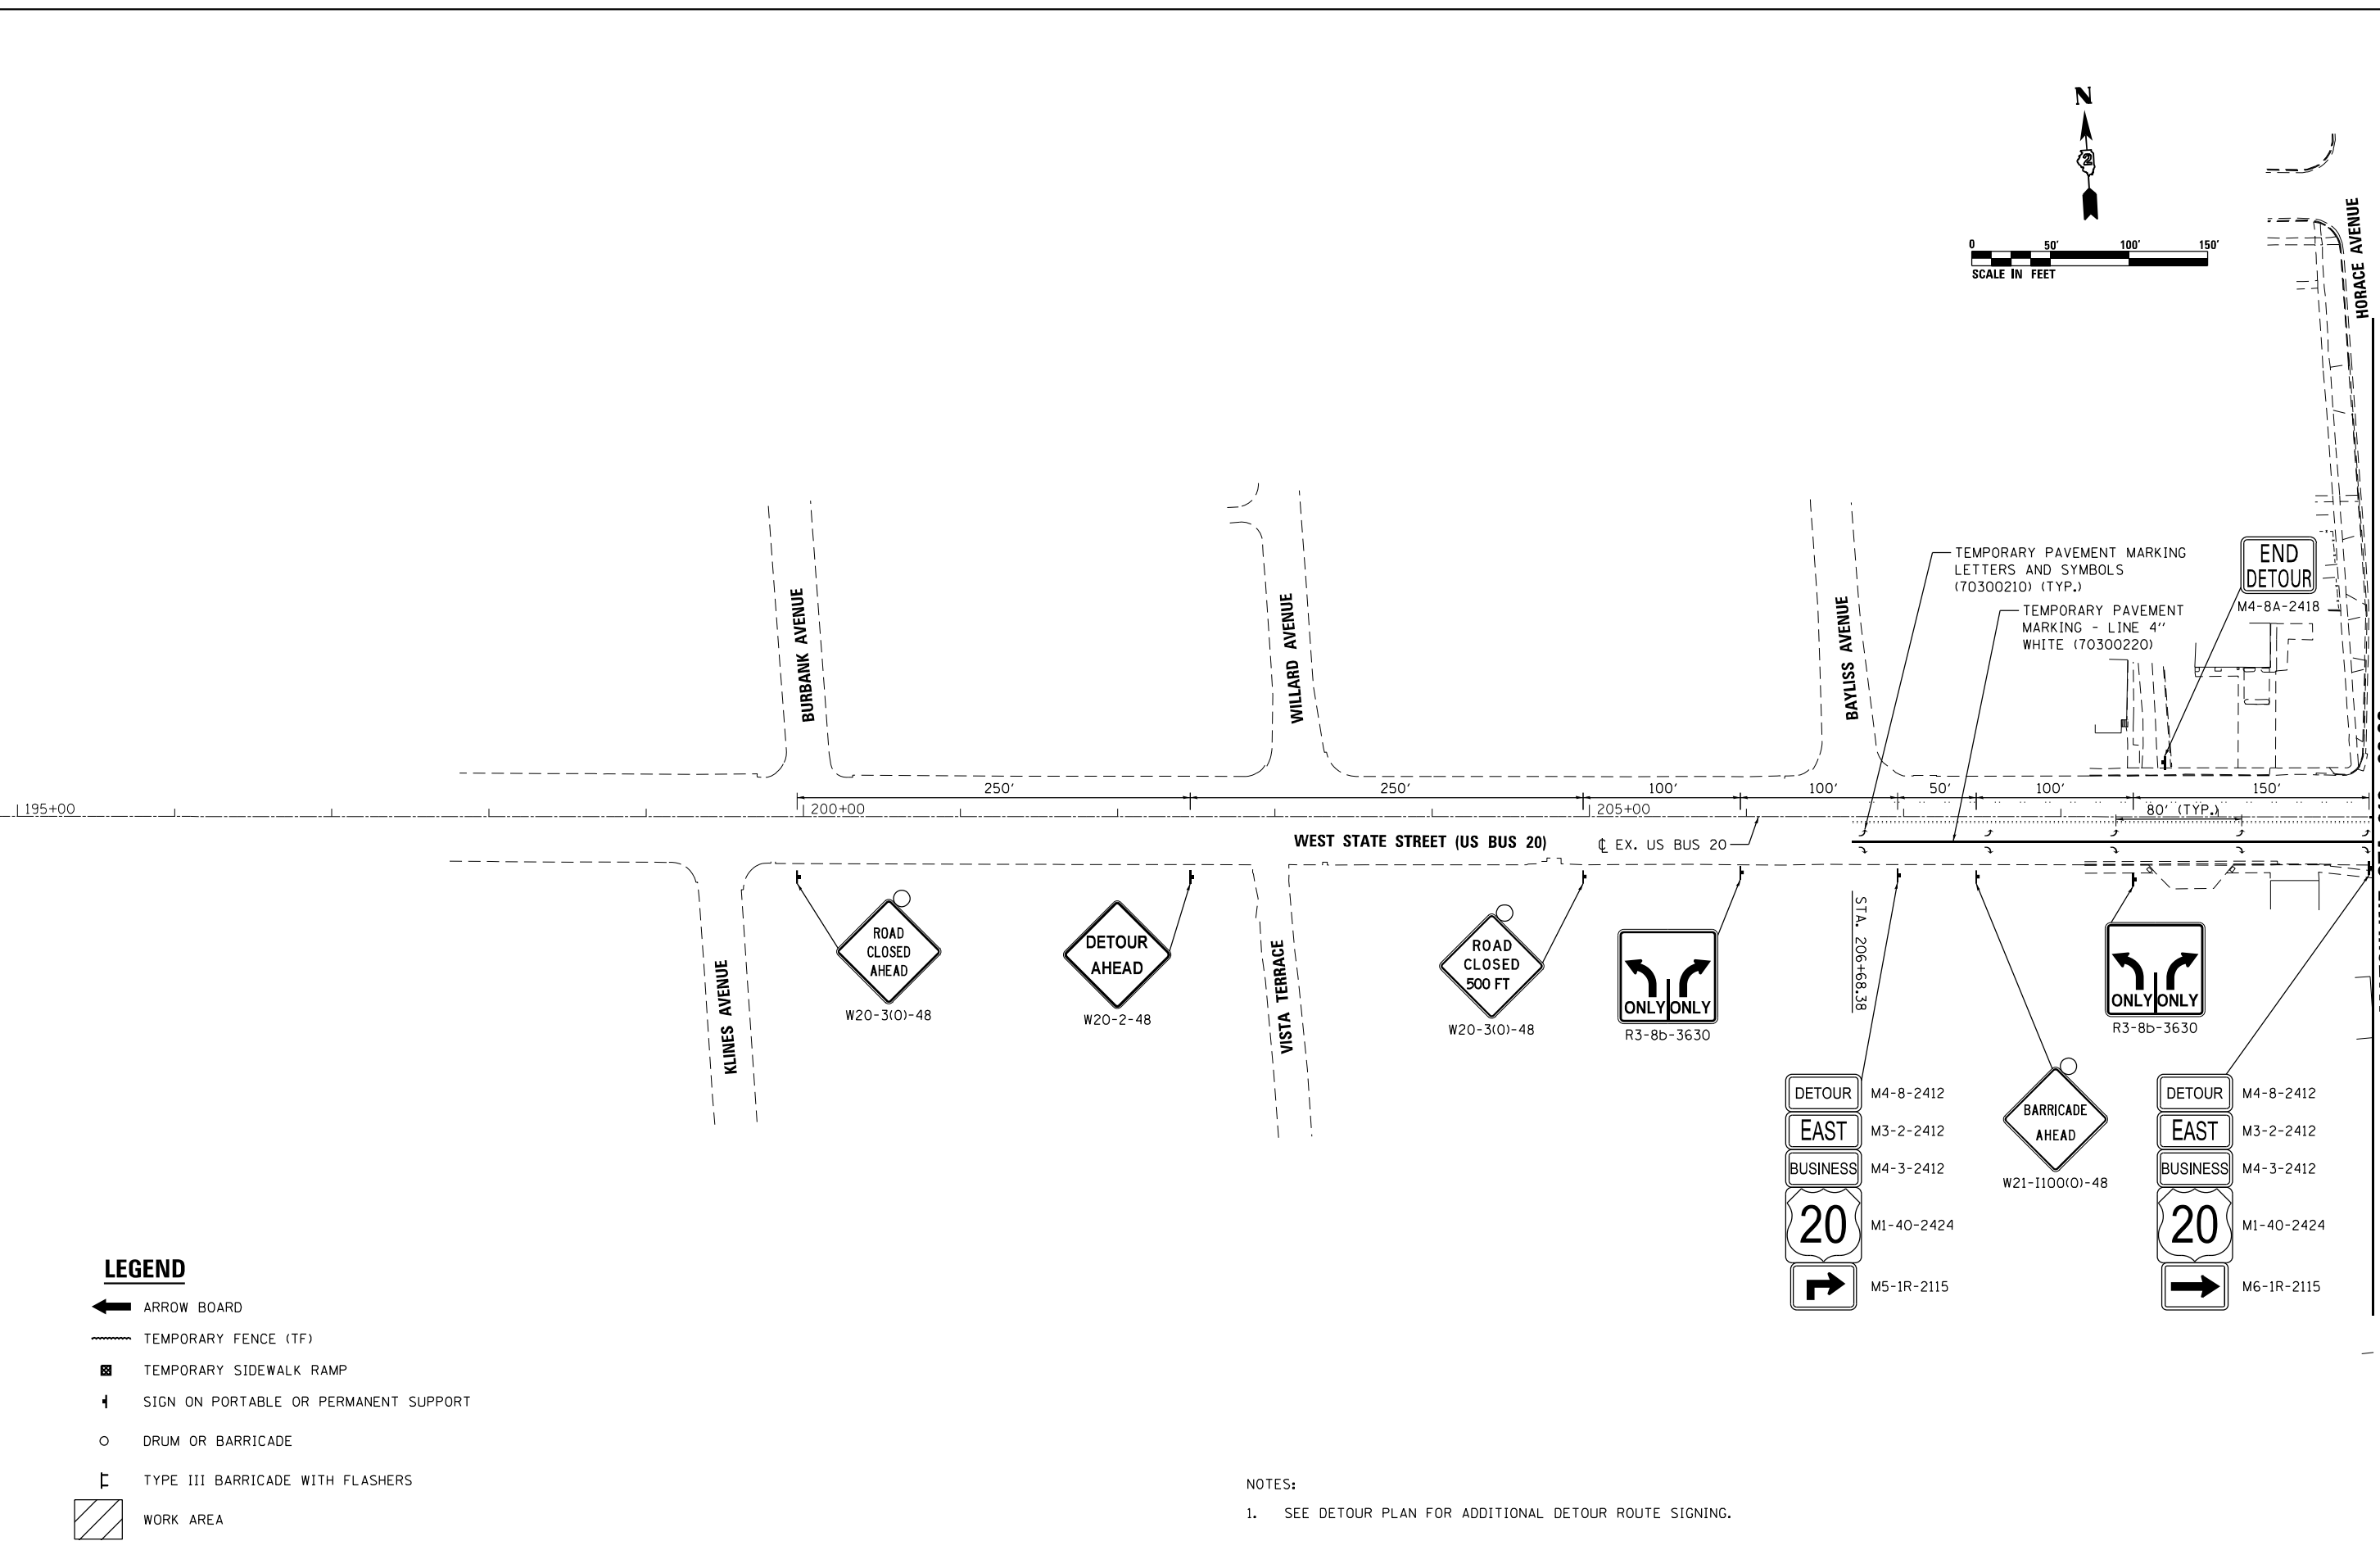 N
2
0 50' 100' 150'
SCALE IN FEET
HORACE AVENUE
TEMPORARY PAVEMENT MARKING
LETTERS AND SYMBOLS
(70300210) (TYP.)
END
DETOUR
M4-8A-2418
TEMPORARY PAVEMENT
MARKING - LINE 4''
WHITE (70300220)
BURBANK AVENUE
WILLARD AVENUE
BAYLISS AVENUE
250' 250' 100' 100' 50' 100' 150'
195+00 200+00 205+00 80' (TYP.)
WEST STATE STREET (US BUS 20)
℄ EX. US BUS 20
STA. 206+68.38
KLINES AVENUE
VISTA TERRACE
ROAD
CLOSED
AHEAD
W20-3(O)-48
DETOUR
AHEAD
W20-2-48
ROAD
CLOSED
500 FT
W20-3(O)-48
ONLY ONLY
R3-8b-3630
ONLY ONLY
R3-8b-3630
DETOUR M4-8-2412
EAST M3-2-2412
BUSINESS M4-3-2412
20 M1-40-2424
M5-1R-2115
BARRICADE
AHEAD
W21-I100(O)-48
DETOUR M4-8-2412
EAST M3-2-2412
BUSINESS M4-3-2412
20 M1-40-2424
M6-1R-2115
LEGEND
ARROW BOARD
TEMPORARY FENCE (TF)
TEMPORARY SIDEWALK RAMP
SIGN ON PORTABLE OR PERMANENT SUPPORT
DRUM OR BARRICADE
TYPE III BARRICADE WITH FLASHERS
WORK AREA
NOTES:
1. SEE DETOUR PLAN FOR ADDITIONAL DETOUR ROUTE SIGNING.